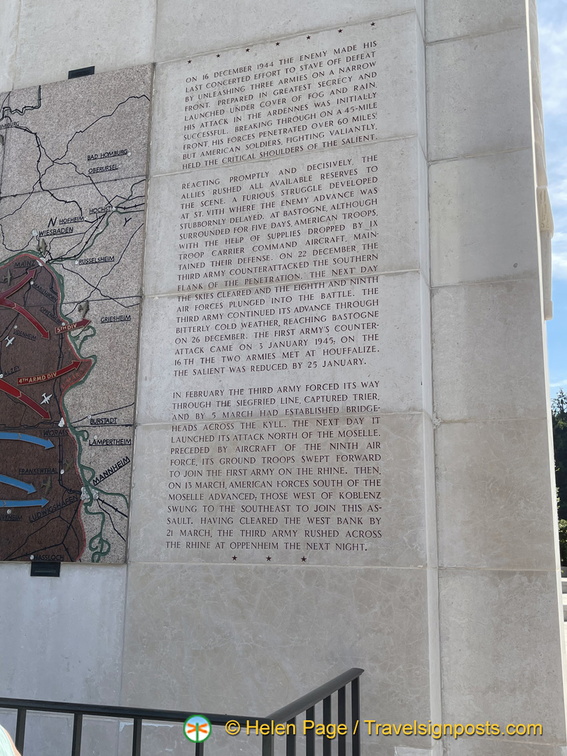 ON 16 DECEMBER 1944 THE ENEMY MADE HIS
LAST CONCERTED EFFORT TO STAVE OFF DEFEAT
BY UNLEASHING THREE ARMIES ON A NARROW
FRONT. PREPARED IN GREATEST SECRECY AND
LAUNCHED UNDER COVER OF FOG AND RAIN,
HIS ATTACK IN THE ARDENNES WAS INITIALLY
SUCCESSFUL. BREAKING THROUGH ON A 45-MILE
FRONT, HIS FORCES PENETRATED OVER 60 MILES;
BUT AMERICAN SOLDIERS, FIGHTING VALIANTLY,
HELD THE CRITICAL SHOULDERS OF THE SALIENT.
REACTING PROMPTLY AND DECISIVELY, THE
ALLIES RUSHED ALL AVAILABLE RESERVES TO
THE SCENE. A FURIOUS STRUGGLE DEVELOPED
AT ST. VITH WHERE THE ENEMY ADVANCE WAS
STUBBORNLY DELAYED. AT BASTOGNE, ALTHOUGH
SURROUNDED FOR FIVE DAYS, AMERICAN TROOPS,
WITH THE HELP OF SUPPLIES DROPPED BY IX
TROOP CARRIER COMMAND AIRCRAFT, MAIN-
TAINED THEIR DEFENSE. ON 22 DECEMBER THE
THIRD ARMY COUNTERATTACKED THE SOUTHERN
FLANK OF THE PENETRATION. THE NEXT DAY
THE SKIES CLEARED AND THE EIGHTH AND NINTH
AIR FORCES PLUNGED INTO THE BATTLE. THE
THIRD ARMY CONTINUED ITS ADVANCE THROUGH
BITTERLY COLD WEATHER, REACHING BASTOGNE
ON 26 DECEMBER. THE FIRST ARMY'S COUNTER-
ATTACK CAME ON 3 JANUARY 1945; ON THE
16TH THE TWO ARMIES MET AT HOUFFALIZE.
THE SALIENT WAS REDUCED BY 25 JANUARY.
IN FEBRUARY THE THIRD ARMY FORCED ITS WAY
THROUGH THE SIEGFRIED LINE, CAPTURED TRIER,
AND BY 5 MARCH HAD ESTABLISHED BRIDGE-
HEADS ACROSS THE KYLL. THE NEXT DAY IT
LAUNCHED ITS ATTACK NORTH OF THE MOSELLE.
PRECEDED BY AIRCRAFT OF THE NINTH AIR
FORCE, ITS GROUND TROOPS SWEPT FORWARD
TO JOIN THE FIRST ARMY ON THE RHINE. THEN,
ON 13 MARCH, AMERICAN FORCES SOUTH OF THE
MOSELLE ADVANCED; THOSE WEST OF KOBLENZ
SWUNG TO THE SOUTHEAST TO JOIN THIS AS-
SAULT. HAVING CLEARED THE WEST BANK BY
21 MARCH, THE THIRD ARMY RUSHED ACROSS
THE RHINE AT OPPENHEIM THE NEXT NIGHT.
BAD HOMBURG
OBERURSEL
HÖCHST
HOFHEIM
N
Y
WIESBADEN
RÜSSELSHEIM
GRIESHEIM
5TH DIV
4TH ARMD DIV
BÜRSTADT
LAMPERTHEIM
WORMS
MANNHEIM
FRANKENTHAL
LUDWIGSHAFEN
© Helen Page / Travelsignposts.com